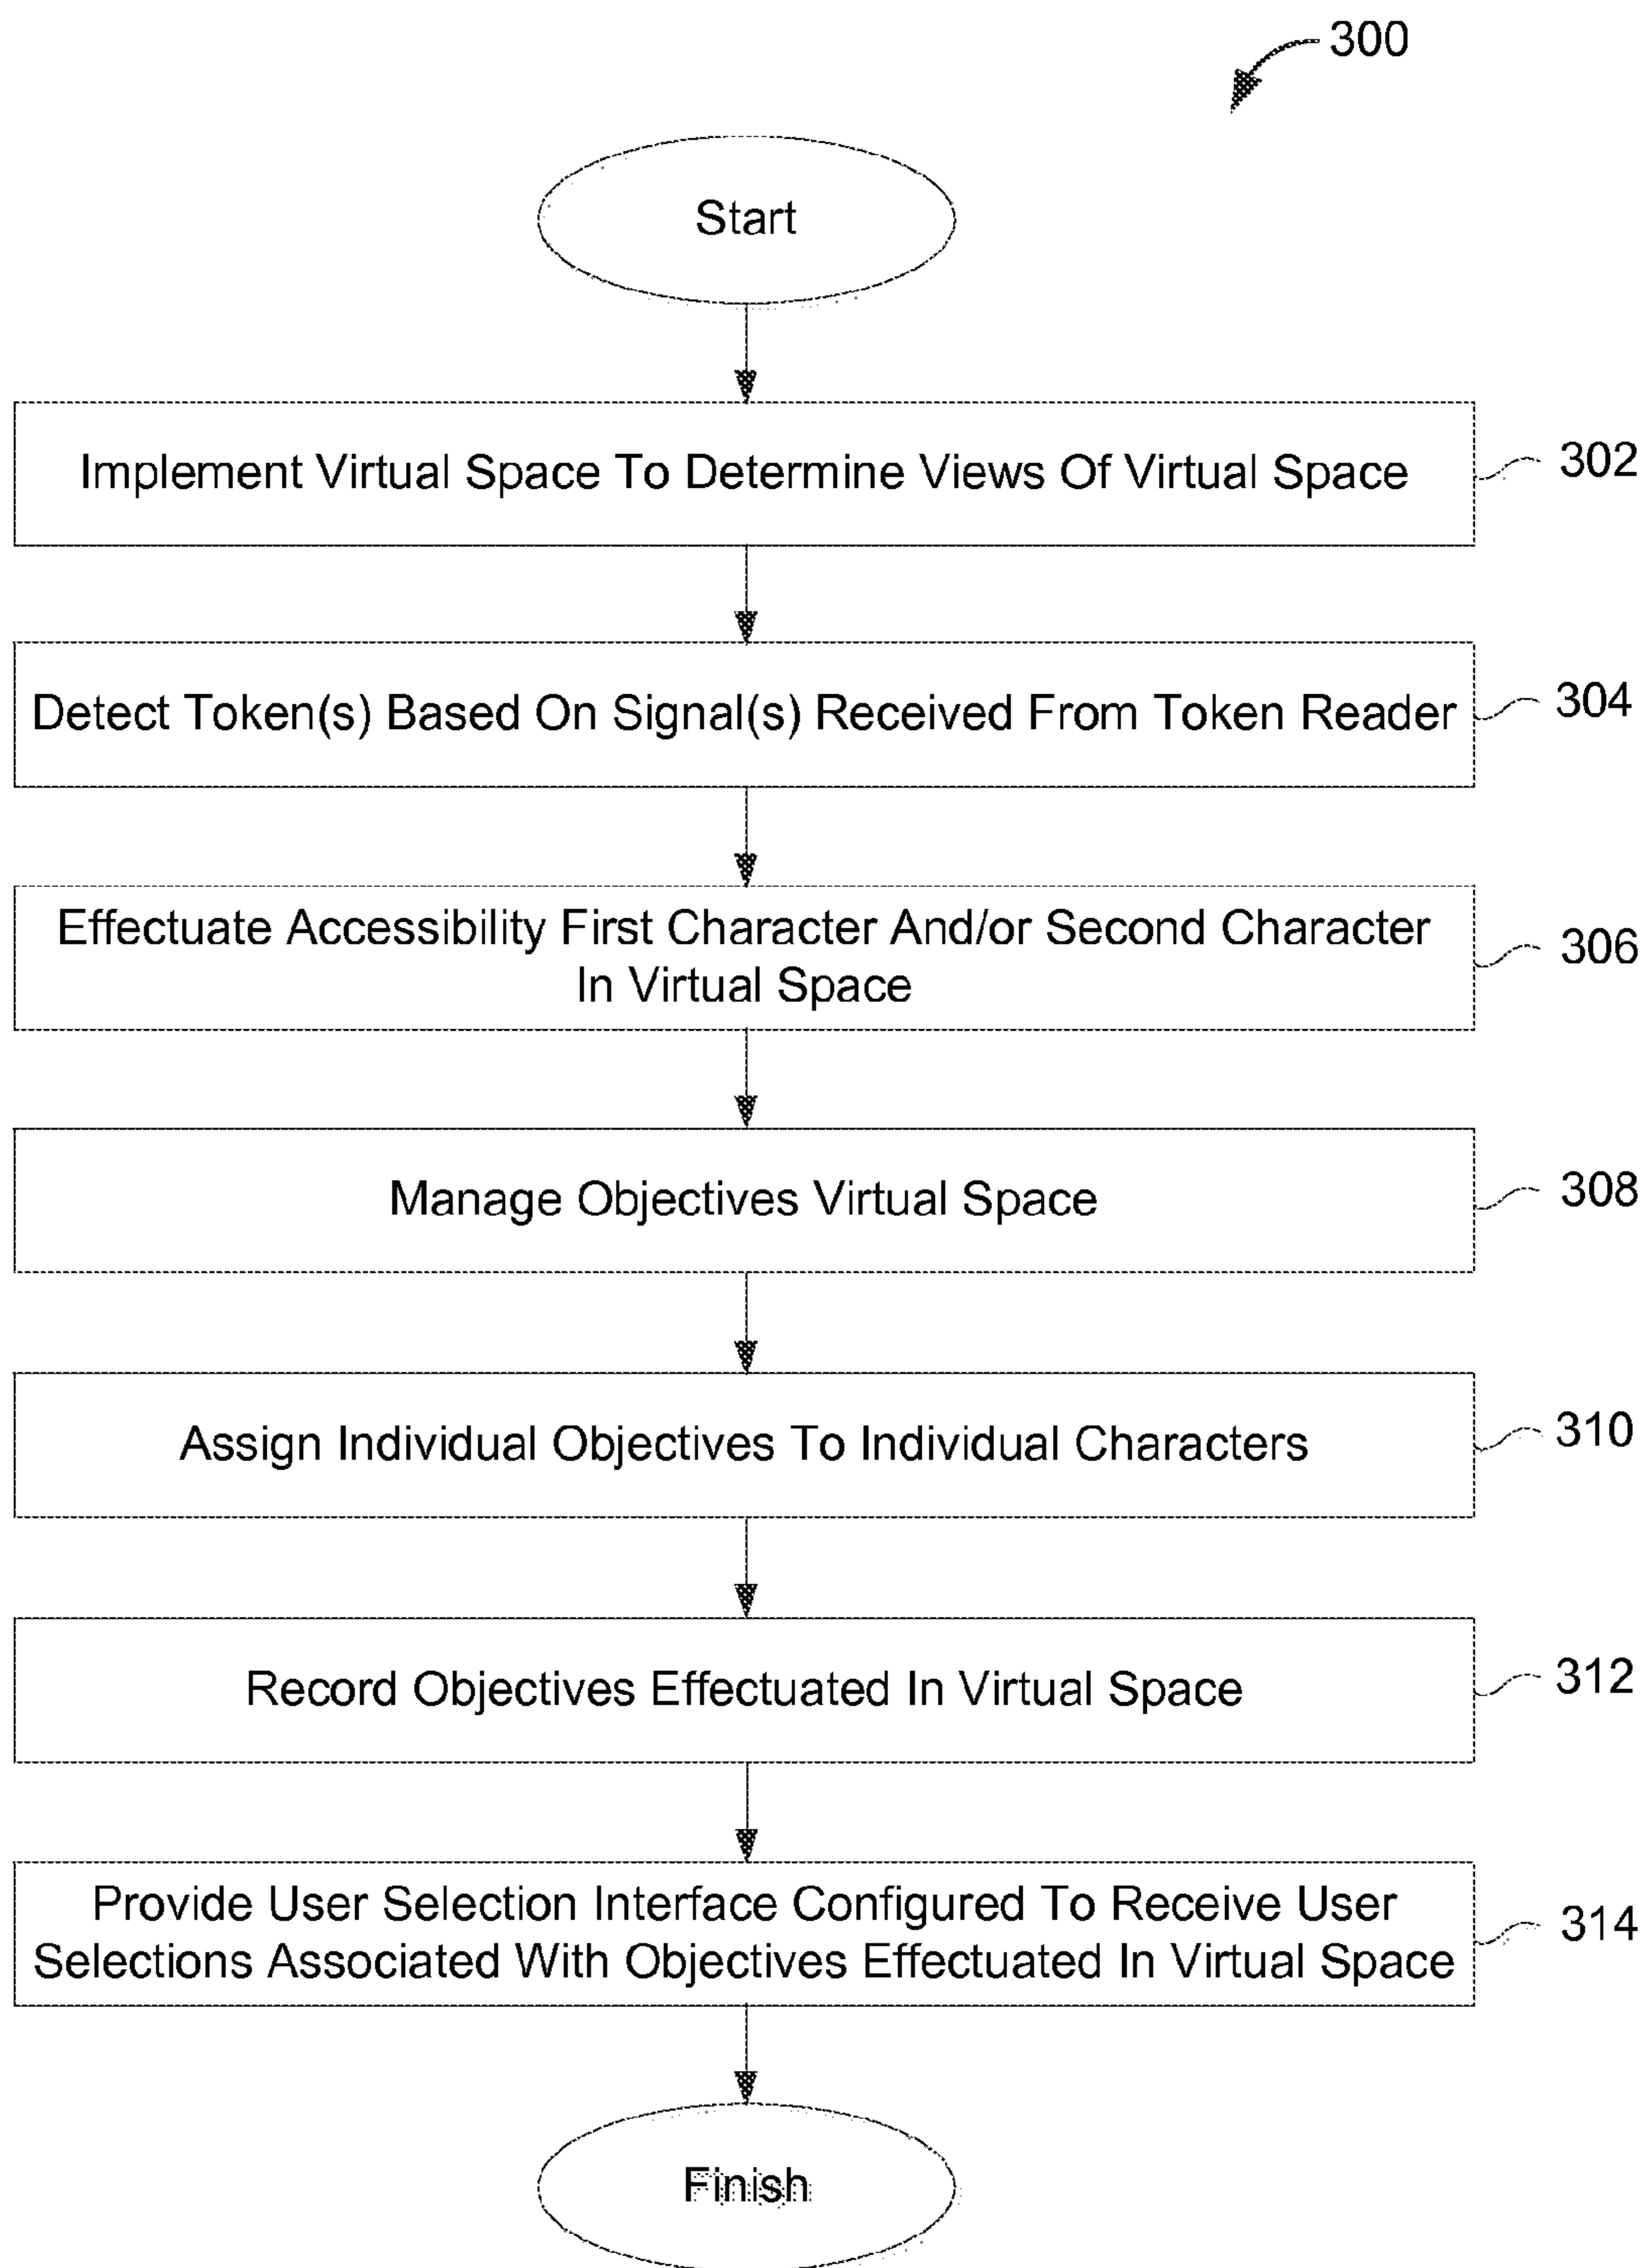 300
Start
Implement Virtual Space To Determine Views Of Virtual Space
302
Detect Token(s) Based On Signal(s) Received From Token Reader
304
Effectuate Accessibility First Character And/or Second Character
In Virtual Space
306
Manage Objectives Virtual Space
308
Assign Individual Objectives To Individual Characters
310
Record Objectives Effectuated In Virtual Space
312
Provide User Selection Interface Configured To Receive User
Selections Associated With Objectives Effectuated In Virtual Space
314
Finish